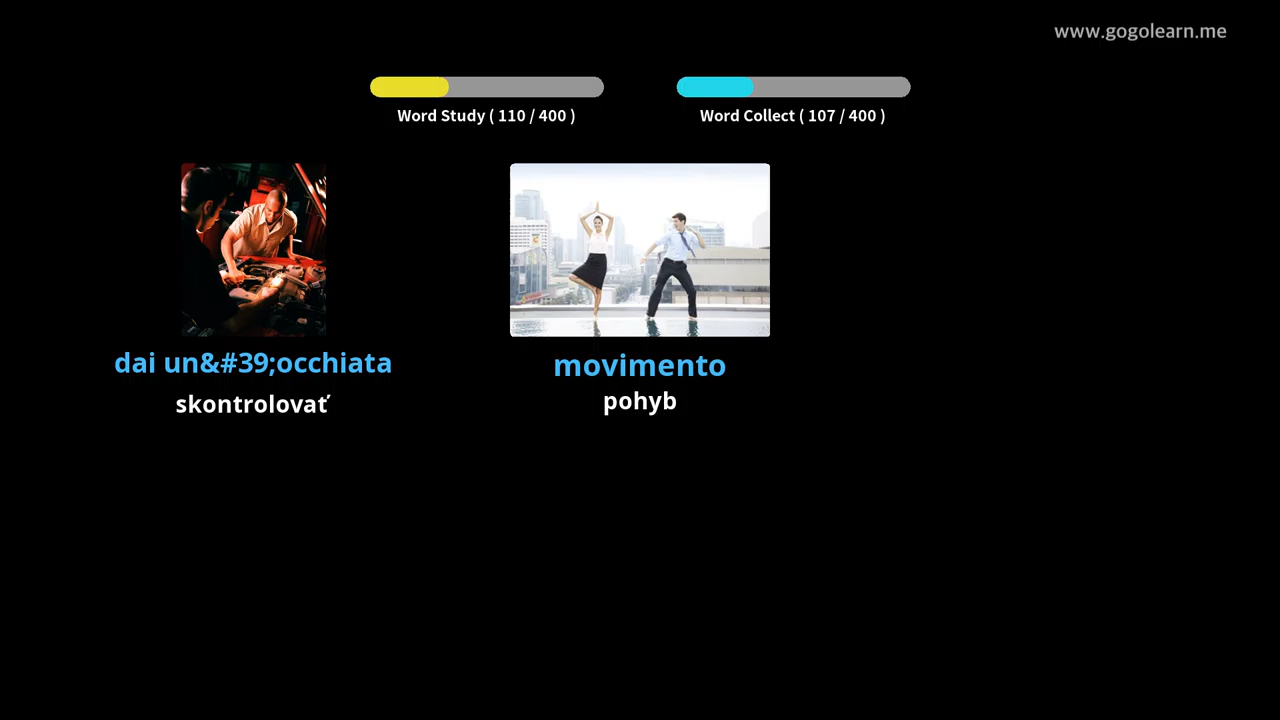 www.gogolearn.me
Word Study ( 110 / 400 )
Word Collect ( 107 / 400 )
dai un&#39;occhiata
skontrolovať
movimento
pohyb